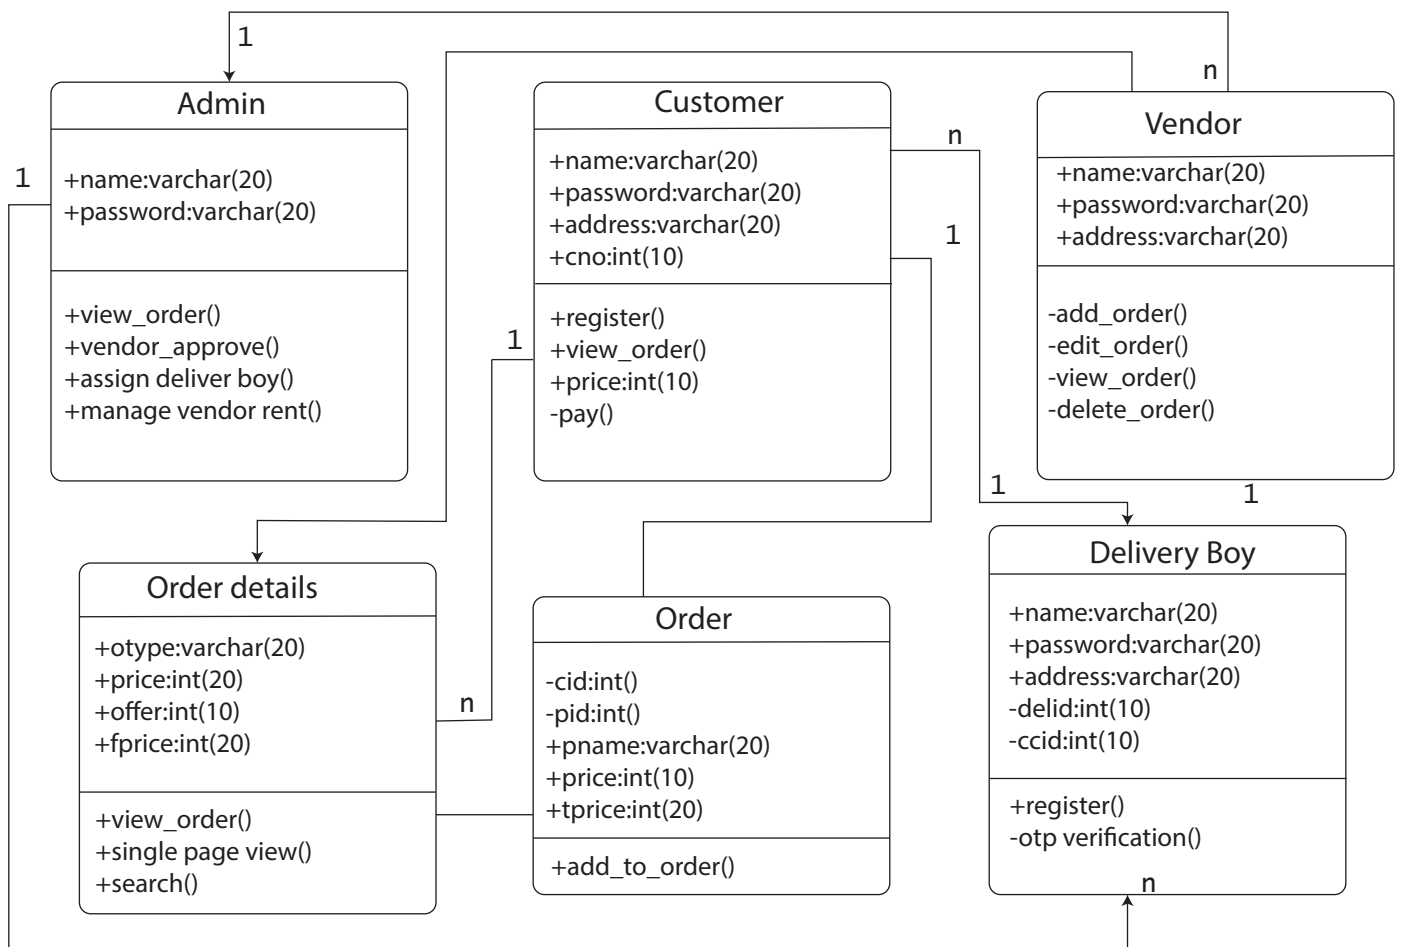 1
n
Admin
+name:varchar(20)
+password:varchar(20)
+view_order()
+vendor_approve()
+assign deliver boy()
+manage vendor rent()
1
Customer
+name:varchar(20)
+password:varchar(20)
+address:varchar(20)
+cno:int(10)
+register()
+view_order()
+price:int(10)
-pay()
n
1
1
Vendor
+name:varchar(20)
+password:varchar(20)
+address:varchar(20)
-add_order()
-edit_order()
-view_order()
-delete_order()
1
1
Order details
+otype:varchar(20)
+price:int(20)
+offer:int(10)
+fprice:int(20)
+view_order()
+single page view()
+search()
n
Order
-cid:int()
-pid:int()
+pname:varchar(20)
+price:int(10)
+tprice:int(20)
+add_to_order()
Delivery Boy
+name:varchar(20)
+password:varchar(20)
+address:varchar(20)
-delid:int(10)
-ccid:int(10)
+register()
-otp verification()
n